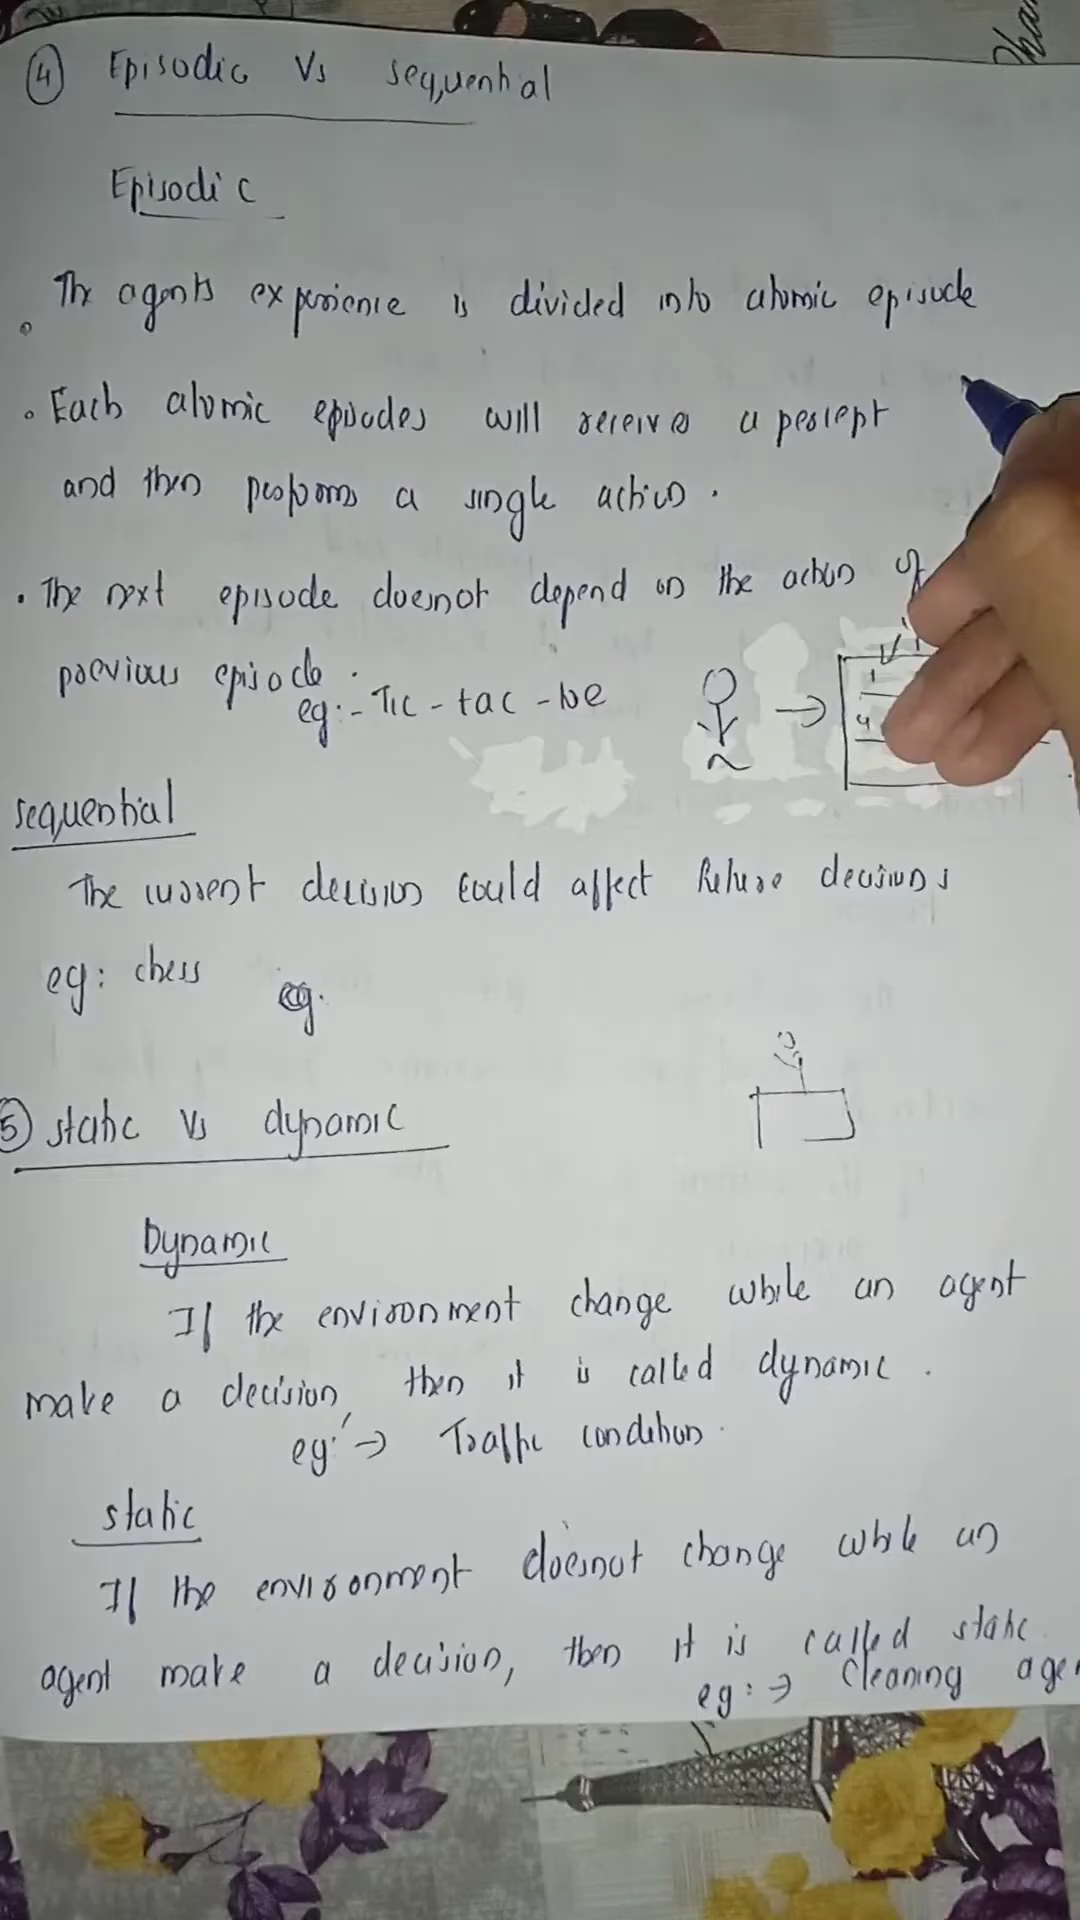 4 Episodic Vs sequential
Episodic
The agents experience is divided into atomic episode
Each atomic episodes will receive a percept
and then performs a single action.
The next episode doesnot depend on the action of
previous episode.
eg:- Tic-tac-toe
sequential
The current decision could affect future decisions
eg: chess eg.
5 static Vs dynamic
Dynamic
If the environment change while an agent
make a decision, then it is called dynamic.
eg:→ Traffic condition.
static
If the environment doesnot change while an
agent make a decision, then it is called static.
eg:→ Cleaning